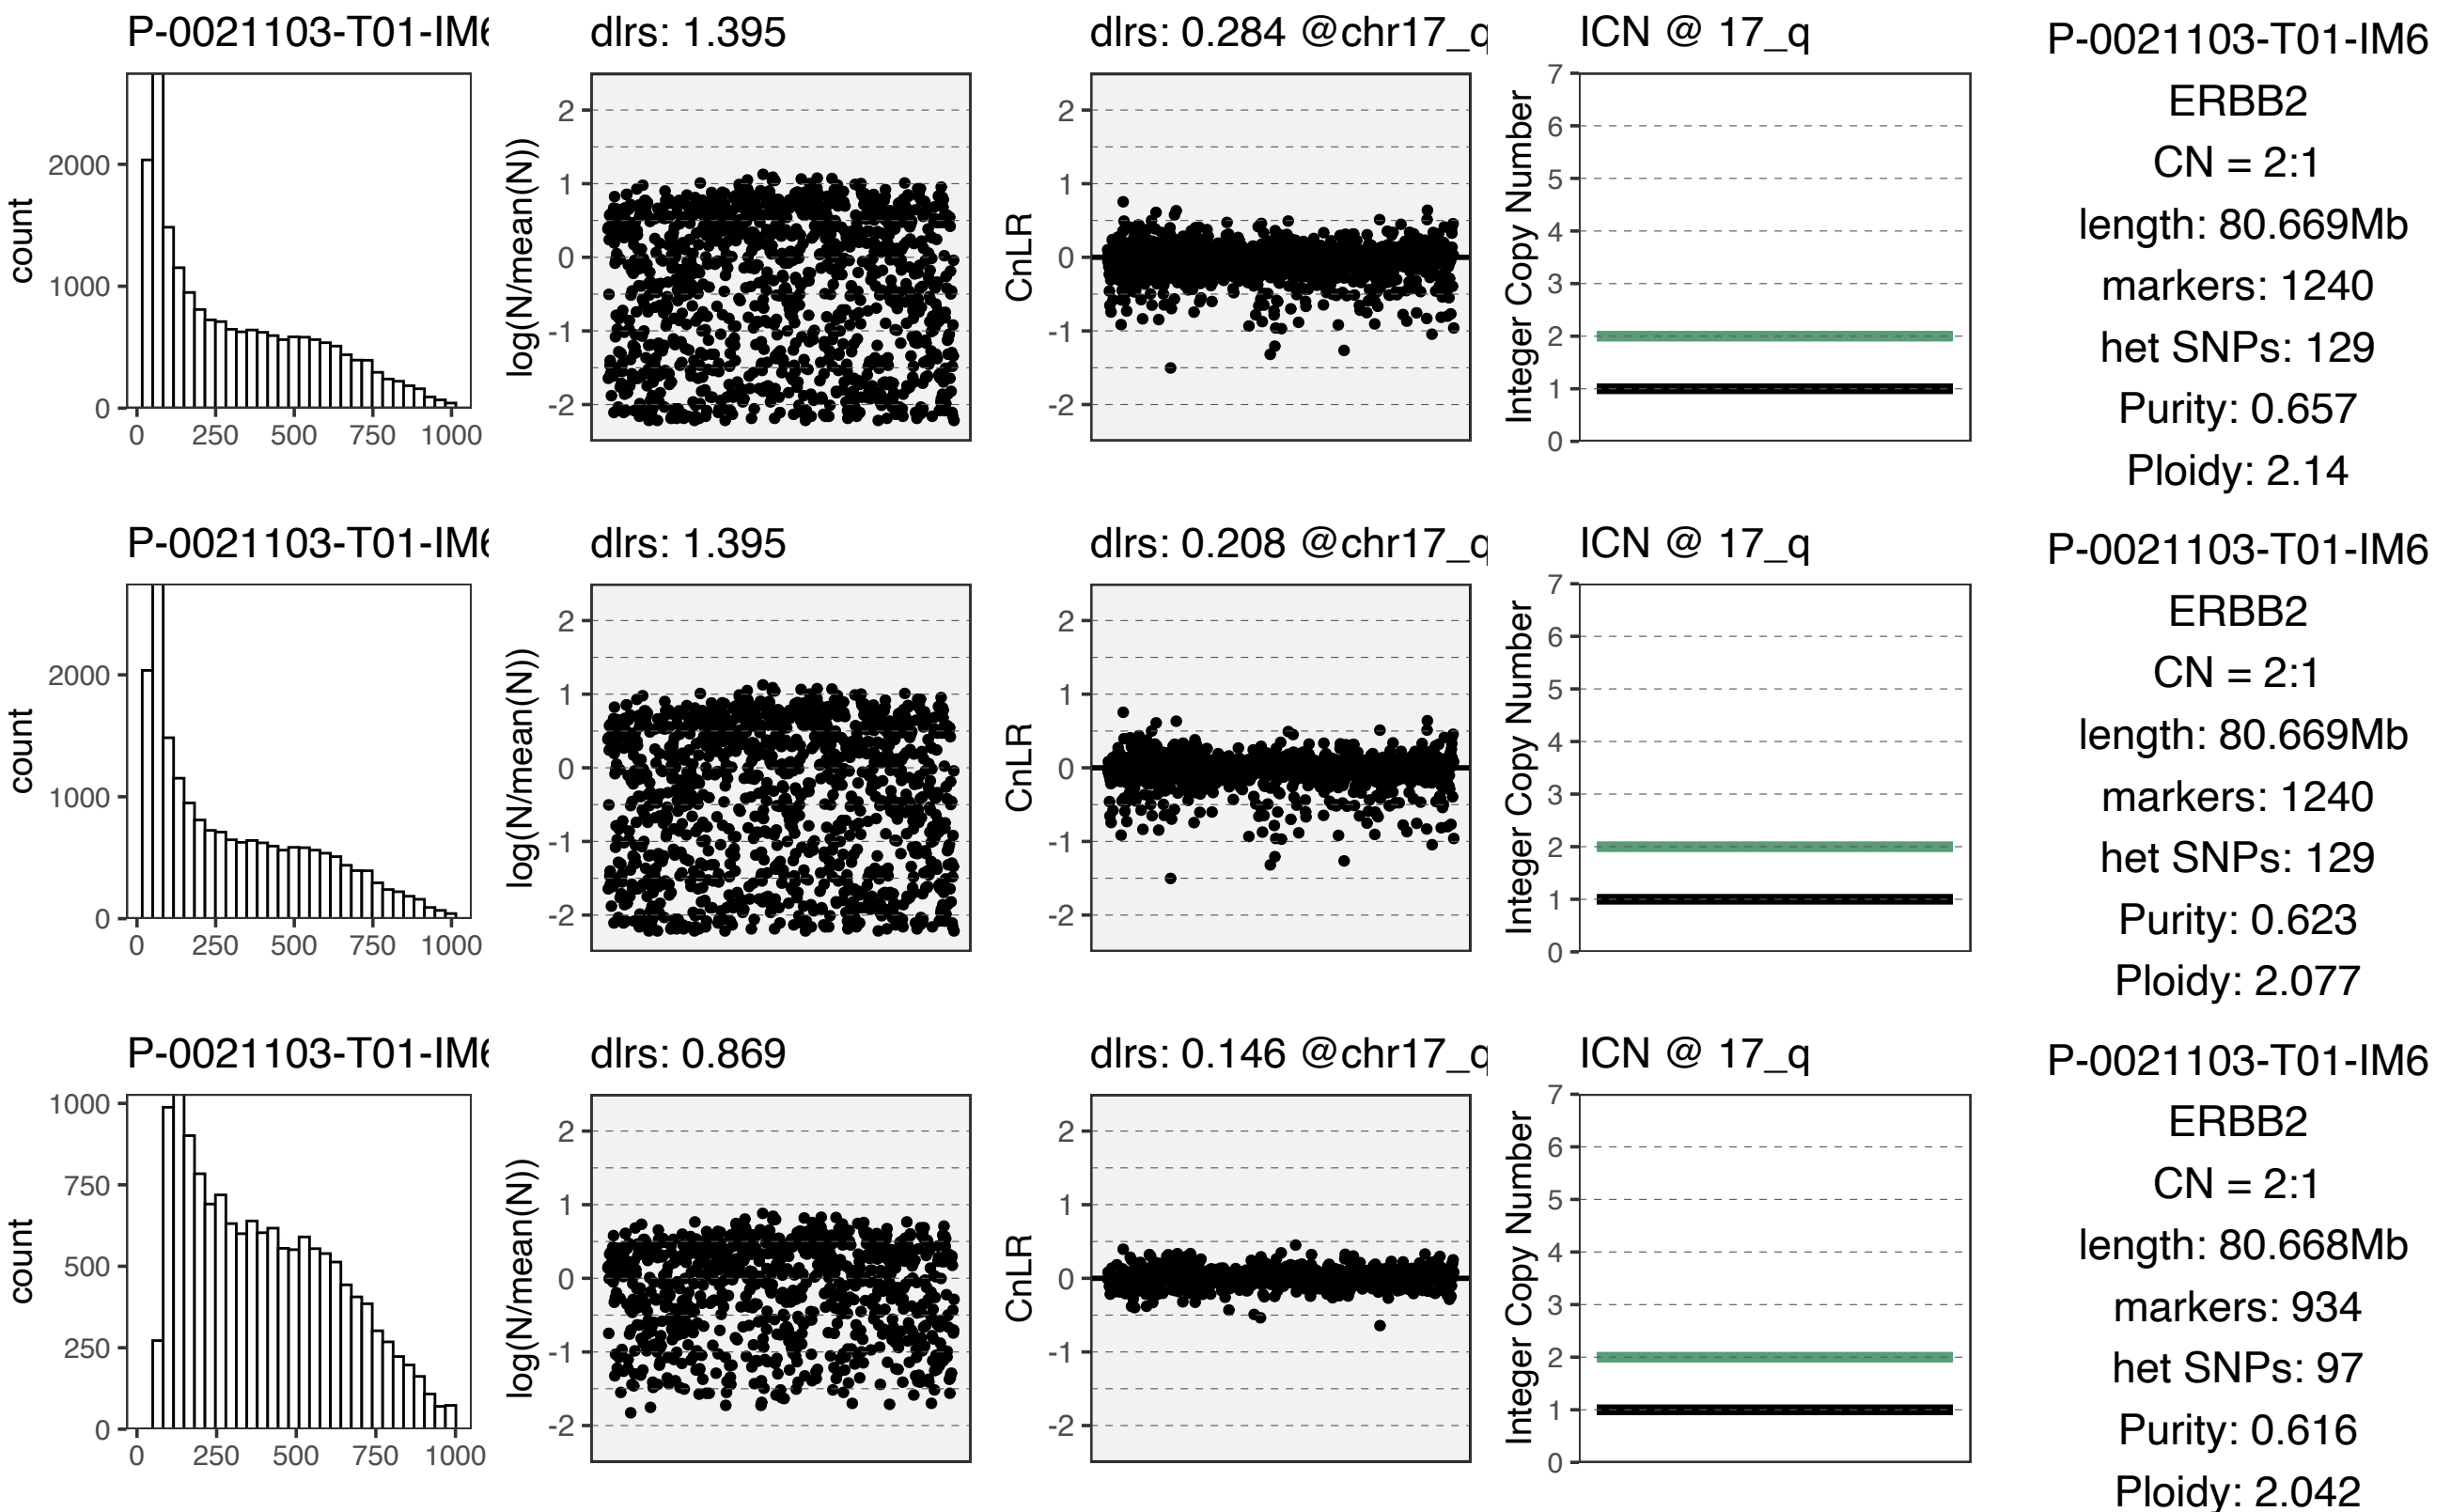 P-0021103-T01-IM6
dlrs: 1.395
dlrs: 0.284 @chr17_q
ICN @ 17_q
P-0021103-T01-IM6
ERBB2
CN = 2:1
length: 80.669Mb
markers: 1240
het SNPs: 129
Purity: 0.657
Ploidy: 2.14
count
2000
1000
0
0 250 500 750 1000
log(N/mean(N))
2
1
0
-1
-2
CnLR
2
1
0
-1
-2
Integer Copy Number
7
6
5
4
3
2
1
0
P-0021103-T01-IM6
dlrs: 1.395
dlrs: 0.208 @chr17_q
ICN @ 17_q
P-0021103-T01-IM6
ERBB2
CN = 2:1
length: 80.669Mb
markers: 1240
het SNPs: 129
Purity: 0.623
Ploidy: 2.077
count
2000
1000
0
0 250 500 750 1000
log(N/mean(N))
2
1
0
-1
-2
CnLR
2
1
0
-1
-2
Integer Copy Number
7
6
5
4
3
2
1
0
P-0021103-T01-IM6
dlrs: 0.869
dlrs: 0.146 @chr17_q
ICN @ 17_q
P-0021103-T01-IM6
ERBB2
CN = 2:1
length: 80.668Mb
markers: 934
het SNPs: 97
Purity: 0.616
Ploidy: 2.042
count
1000
750
500
250
0
0 250 500 750 1000
log(N/mean(N))
2
1
0
-1
-2
CnLR
2
1
0
-1
-2
Integer Copy Number
7
6
5
4
3
2
1
0